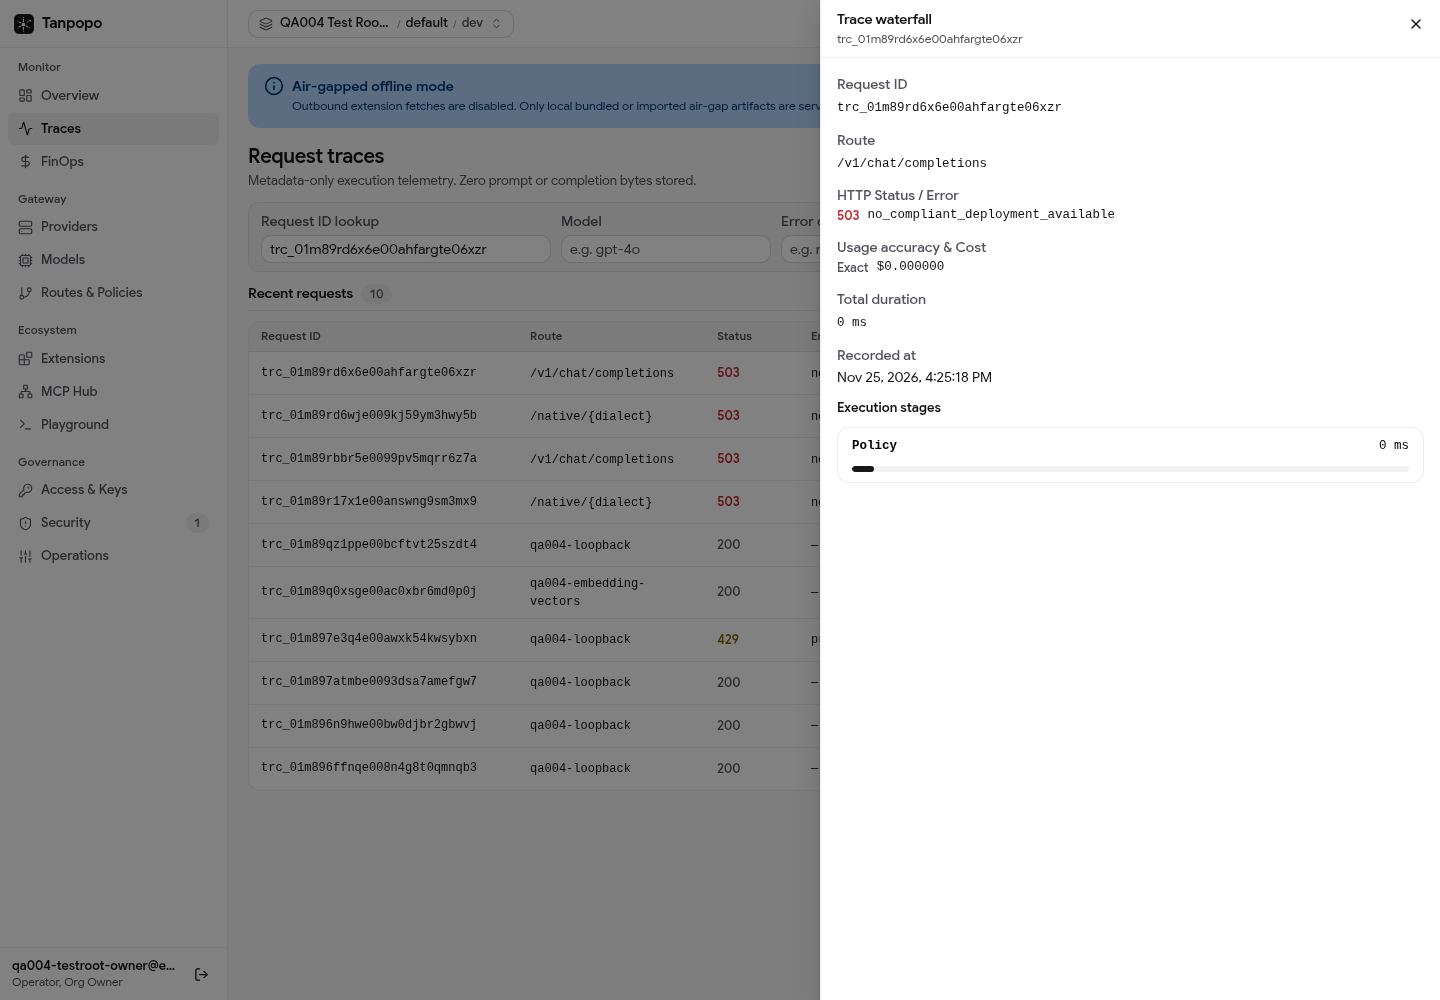 Tanpopo
Monitor
Overview
Traces
FinOps
Gateway
Providers
Models
Routes & Policies
Ecosystem
Extensions
MCP Hub
Playground
Governance
Access & Keys
Security 1
Operations
qa004-testroot-owner@e...
Operator, Org Owner
QA004 Test Roo... / default / dev
Air-gapped offline mode
Outbound extension fetches are disabled. Only local bundled or imported air-gap artifacts are
Request traces
Metadata-only execution telemetry. Zero prompt or completion bytes stored.
Request ID lookup Model Error
trc_01m89rd6x6e00ahfargte06xzr e.g. gpt-4o e.g.
Recent requests 10
Request ID Route Status
trc_01m89rd6x6e00ahfargte06xzr /v1/chat/completions 503
trc_01m89rd6wje009kj59ym3hwy5b /native/{dialect} 503
trc_01m89rbbr5e0099pv5mqrr6z7a /v1/chat/completions 503
trc_01m89r17x1e00answng9sm3mx9 /native/{dialect} 503
trc_01m89qz1ppe00bcftvt25szdt4 qa004-loopback 200 —
trc_01m89q0xsge00ac0xbr6md0p0j qa004-embedding-
vectors 200 —
trc_01m897e3q4e00awxk54kwsybxn qa004-loopback 429
trc_01m897atmbe0093dsa7amefgw7 qa004-loopback 200 —
trc_01m896n9hwe00bw0djbr2gbwvj qa004-loopback 200 —
trc_01m896ffnqe008n4g8t0qmnqb3 qa004-loopback 200 —
Trace waterfall
trc_01m89rd6x6e00ahfargte06xzr
Request ID
trc_01m89rd6x6e00ahfargte06xzr
Route
/v1/chat/completions
HTTP Status / Error
503 no_compliant_deployment_available
Usage accuracy & Cost
Exact $0.000000
Total duration
0 ms
Recorded at
Nov 25, 2026, 4:25:18 PM
Execution stages
Policy 0 ms